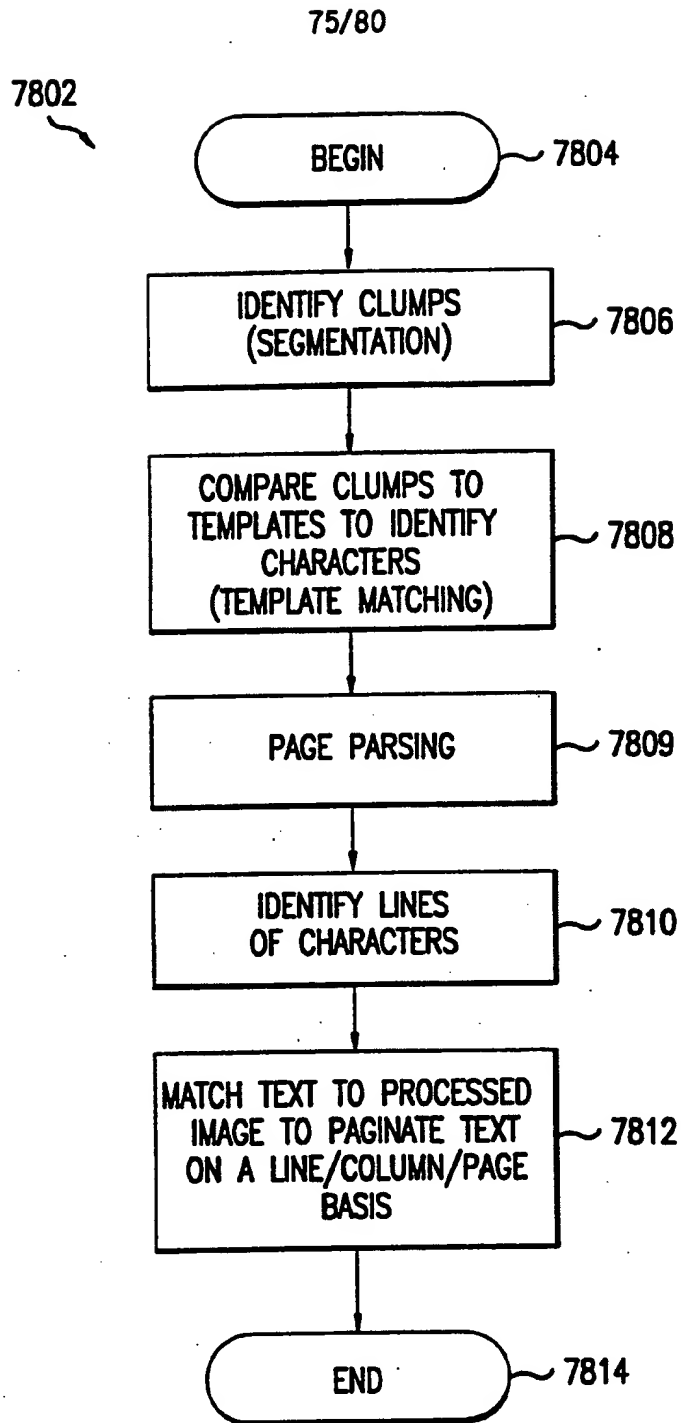 75/80
7802
BEGIN
7804
IDENTIFY CLUMPS
(SEGMENTATION)
7806
COMPARE CLUMPS TO
TEMPLATES TO IDENTIFY
CHARACTERS
(TEMPLATE MATCHING)
7808
PAGE PARSING
7809
IDENTIFY LINES
OF CHARACTERS
7810
MATCH TEXT TO PROCESSED
IMAGE TO PAGINATE TEXT
ON A LINE/COLUMN/PAGE
BASIS
7812
END
7814